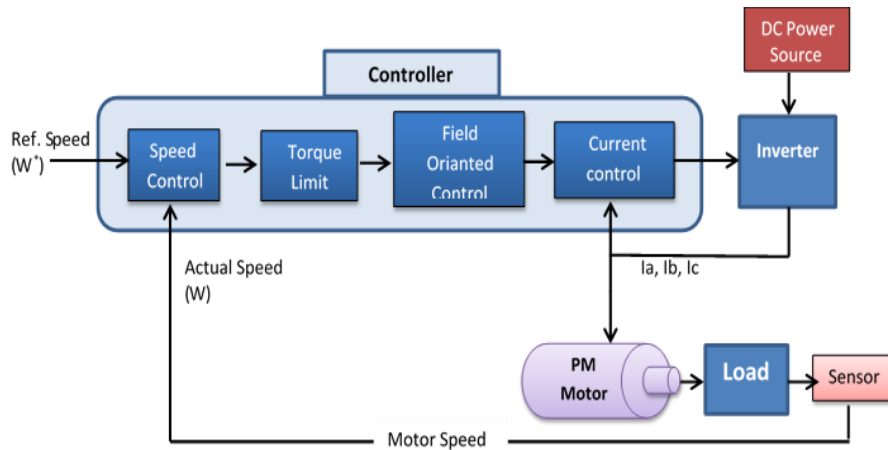 DC Power
Source
Controller
Ref. Speed
(W*)
Speed
Control
Torque
Limit
Field
Orianted
Control
Current
control
Inverter
Actual Speed
(W)
Ia, Ib, Ic
PM
Motor
Load
Sensor
Motor Speed